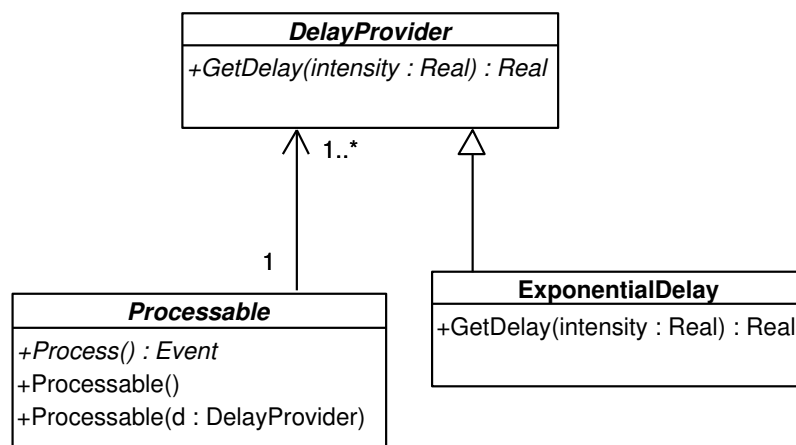 DelayProvider
+GetDelay(intensity : Real) : Real
1..*
1
Processable
+Process() : Event
+Processable()
+Processable(d : DelayProvider)
ExponentialDelay
+GetDelay(intensity : Real) : Real